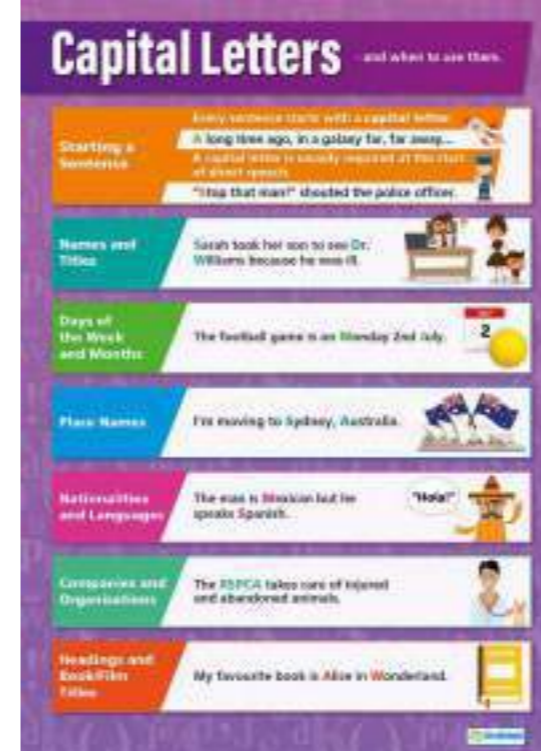 Capital Letters
- and when to use them.
Starting a
Sentence
Every sentence starts with a capital letter
A long time ago, in a galaxy far, far away...
A capital letter is usually required at the start
of direct speech
"Stop that man!" shouted the police officer.
Names and
Titles
Sarah took her son to see Dr.
Williams because he was ill.
Days of
the Week
and Months
The football game is on Monday 2nd July.
2
Place Names
I'm moving to Sydney, Australia.
Nationalities
and Languages
The man is Mexican but he
speaks Spanish.
"Hola!"
Companies and
Organisations
The RSPCA takes care of injured
and abandoned animals.
Headings and
Book/Film
Titles
My favourite book is Alice in Wonderland.